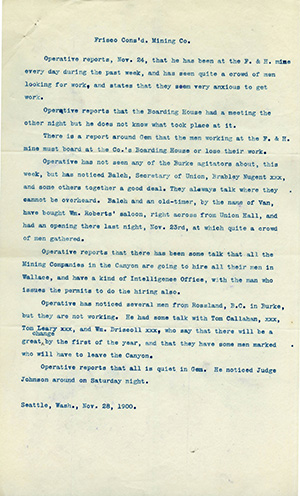 Frisco Cons'd. Mining Co.
Operative reports, Nov. 24, that he has been at the F. & H. mine
every day during the past week, and has seen quite a crowd of men
looking for work, and states that they seem very anxious to get
work.
Operative reports that the Boarding House had a meeting the
other night but he does not know what took place at it.
There is a report around Gem that the men working at the F. & H.
mine must board at the Co.'s Boarding House or lose their work.
Operative has not seen any of the Burke agitators about, this
week, but has noticed Balch, Secretary of Union, Brabley Nugent xxx,
and some others together a good deal. They always talk where they
cannot be overheard. Balch and an old-timer, by the name of Van,
have bought Wm. Roberts' saloon, right across from Union Hall, and
had an opening there last night, Nov. 23rd, at which quite a crowd
of men gathered.
Operative reports that there has been some talk that all the
Mining Companies in the Canyon are going to hire all their men in
Wallace, and have a kind of Intelligence Office, with the man who
issues the permits to do the hiring also.
Operative has noticed several men from Rossland, B.C. in Burke,
but they are not working. He had some talk with Tom Callahan, xxx,
Tom Leary xxx, and Wm. Driscoll xxx, who say that there will be a
change
great by the first of the year, and that they have some men marked
who will have to leave the Canyon.
Operative reports that all is quiet in Gem. He noticed Judge
Johnson around on Saturday night.
Seattle, Wash., Nov. 28, 1900.